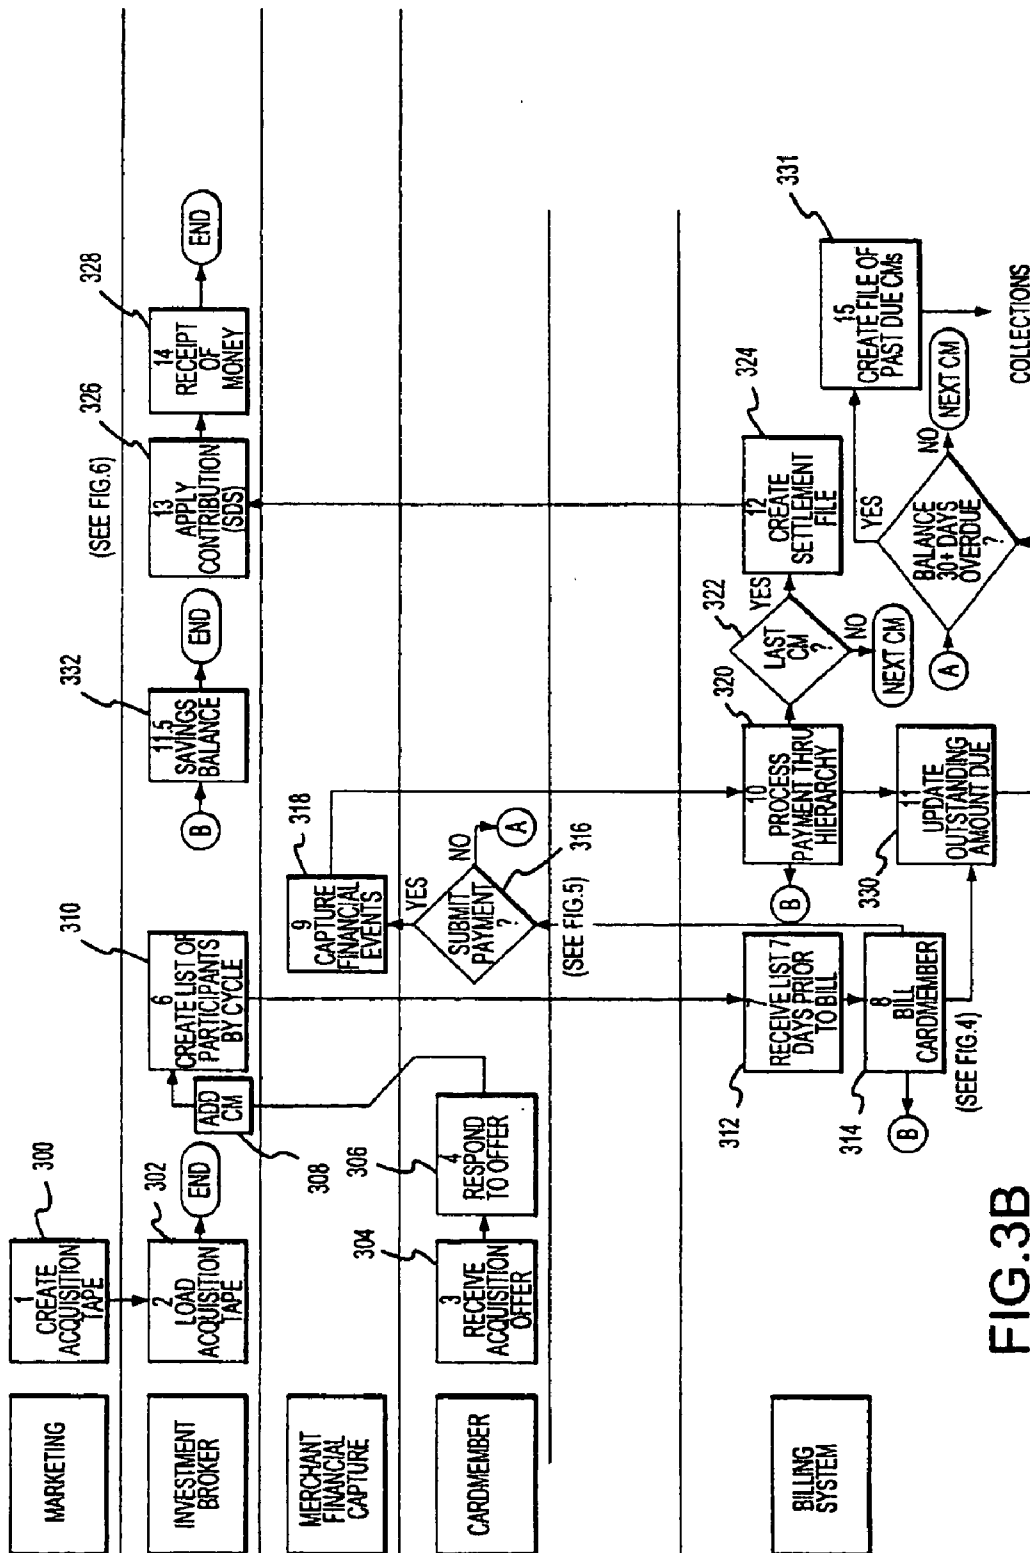 MARKETING
1
CREATE
ACQUISITION
TAPE
300
INVESTMENT
BROKER
2
LOAD
ACQUISITION
TAPE
302
END
ADD
CM
308
6
CREATE LIST OF
PARTICIPANTS
BY CYCLE
310
B
11.5
SAVINGS
BALANCE
332
END
(SEE FIG.6)
13
APPLY
CONTRIBUTION
(SDS)
326
14
RECEIPT
OF
MONEY
328
END
MERCHANT
FINANCIAL
CAPTURE
9
CAPTURE
FINANCIAL
EVENTS
318
CARDMEMBER
3
RECEIVE
ACQUISITION
OFFER
304
4
RESPOND
TO OFFER
306
YES
SUBMIT
PAYMENT
?
NO
A
316
(SEE FIG.5)
BILLING
SYSTEM
RECEIVE LIST 7
DAYS PRIOR
TO BILL
312
8
BILL
CARDMEMBER
314
(SEE FIG.4)
B
10
PROCESS
PAYMENT THRU
HIERARCHY
320
B
11
UPDATE
OUTSTANDING
AMOUNT DUE
330
LAST
CM
?
322
YES
NO
NEXT CM
12
CREATE
SETTLEMENT
FILE
324
A
BALANCE
30+ DAYS
OVERDUE
?
YES
NO
NEXT CM
15
CREATE FILE OF
PAST DUE CMs
331
COLLECTIONS
FIG.3B